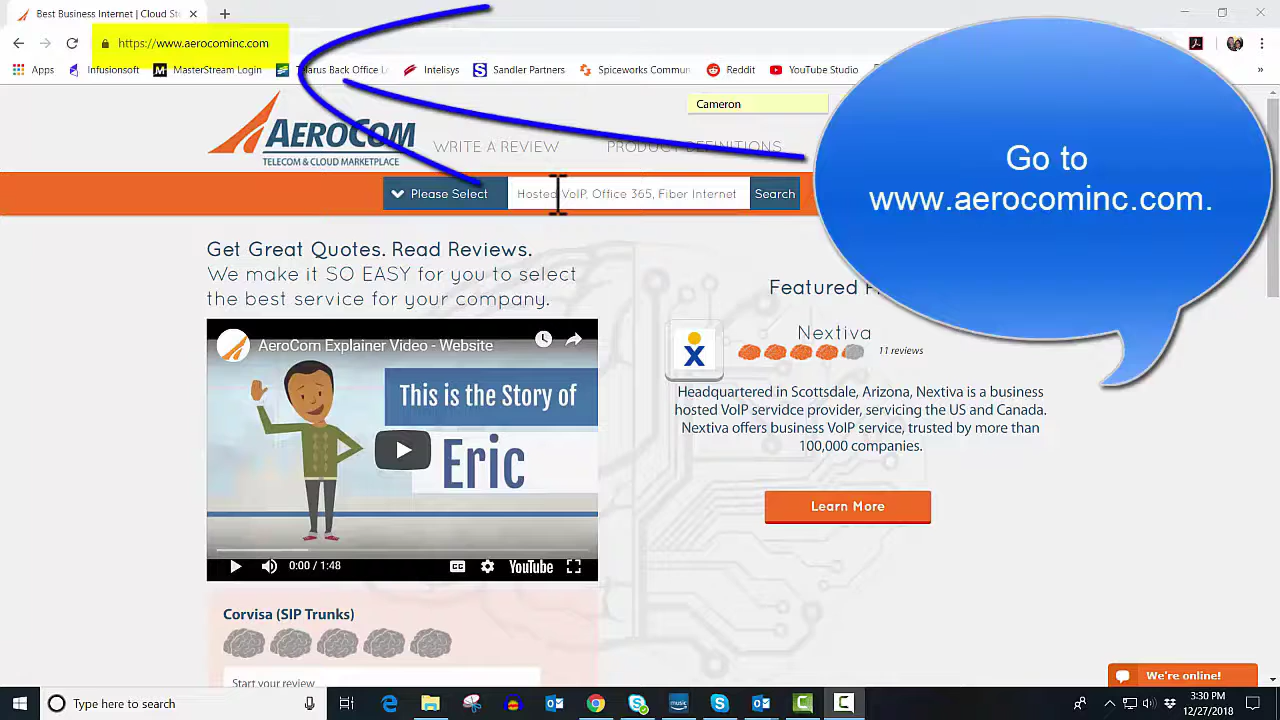 Best Business Internet | Cloud St
https://www.aerocominc.com
Apps
Infusionsoft
MasterStream Login
Telarus Back Office
Intelisys
Sandler Partners
Spiceworks Commun
Reddit
YouTube Studio
»
Cameron
AEROCOM
TELECOM & CLOUD MARKETPLACE
WRITE A REVIEW
PRODUCT DEFINITIONS
Please Select
Hosted VoIP, Office 365, Fiber Internet
Search
Go to
www.aerocominc.com.
Get Great Quotes. Read Reviews.
We make it SO EASY for you to select
the best service for your company.
AeroCom Explainer Video - Website
This is the Story of
Eric
0:00 / 1:48
CC
YouTube
Featured
Nextiva
11 reviews
Headquartered in Scottsdale, Arizona, Nextiva is a business
hosted VoIP servidce provider, servicing the US and Canada.
Nextiva offers business VoIP service, trusted by more than
100,000 companies.
Learn More
Corvisa (SIP Trunks)
Start your review
We're online!
Type here to search
music
3:30 PM
12/27/2018